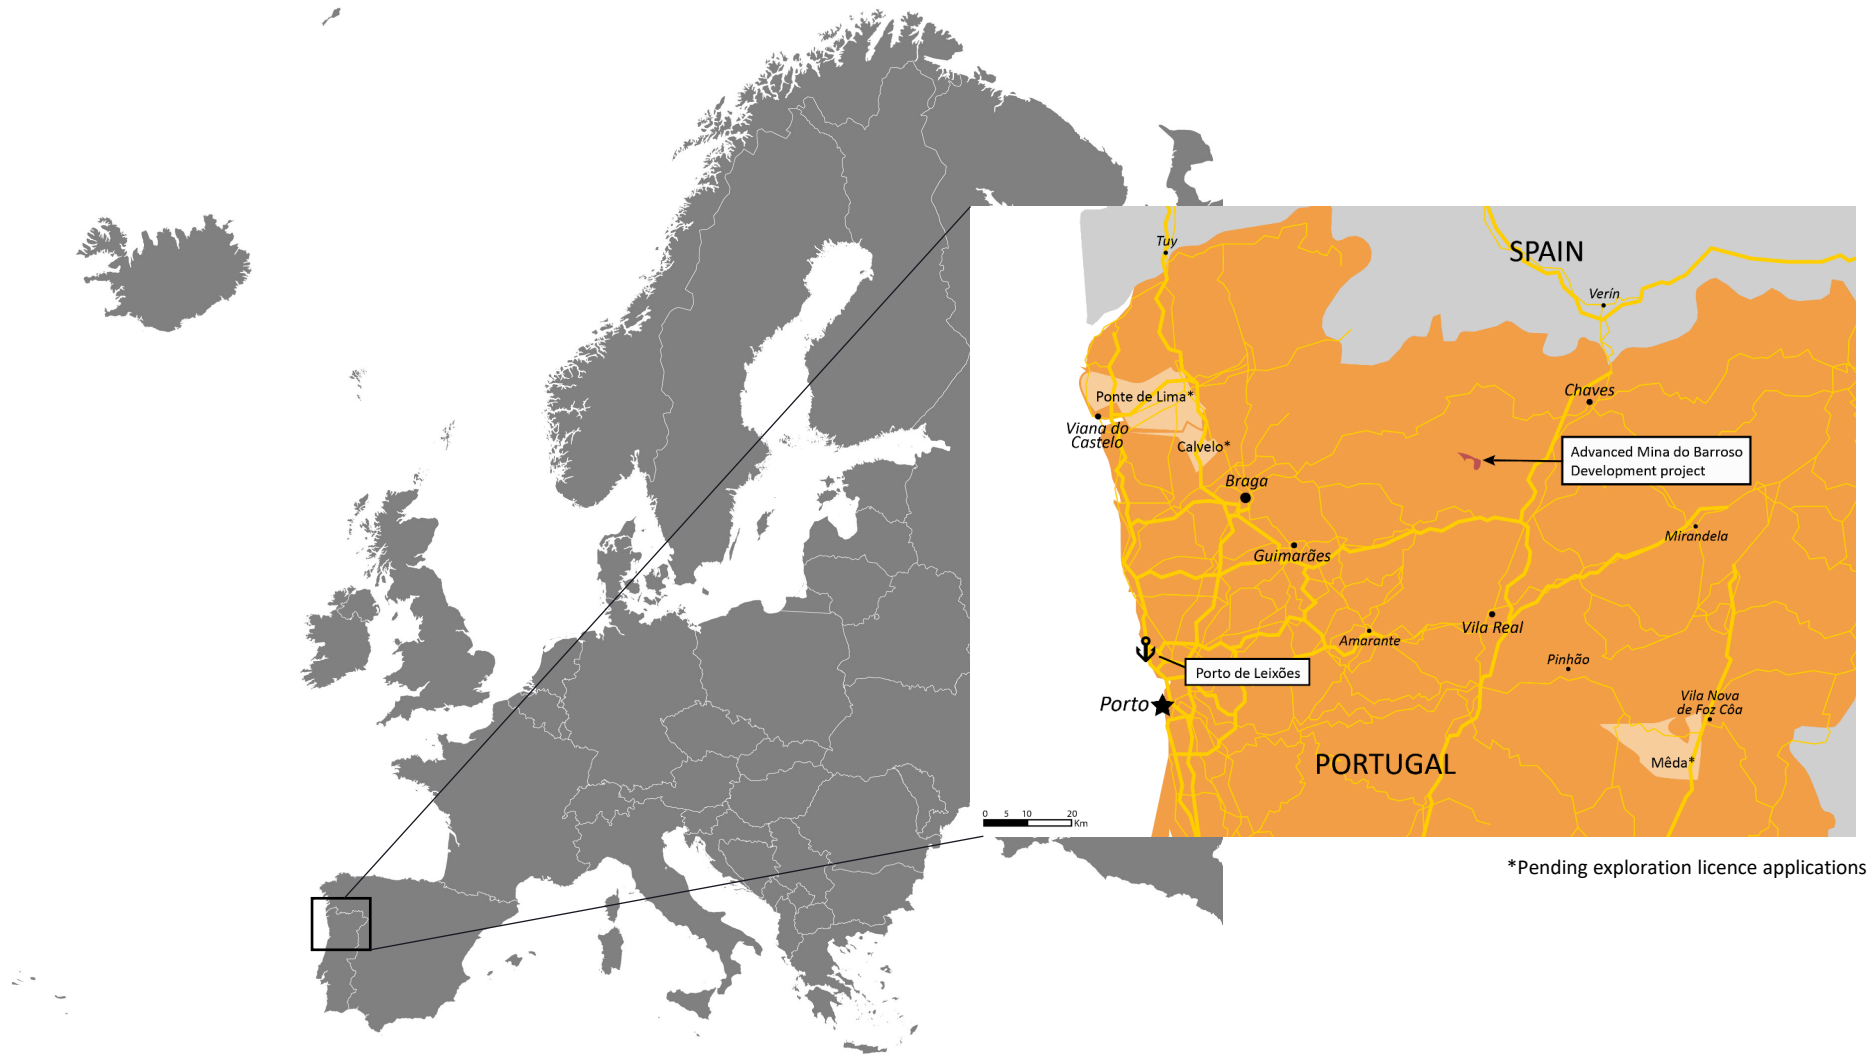 Tuy
SPAIN
Verín
Chaves
Ponte de Lima*
Viana do
Castelo
Calvelo*
Advanced Mina do Barroso
Development project
Braga
Guimarães
Mirandela
Amarante
Vila Real
Pinhão
Porto de Leixões
Porto
Vila Nova
de Foz Côa
PORTUGAL
Mêda*
0 5 10 20
Km
*Pending exploration licence applications